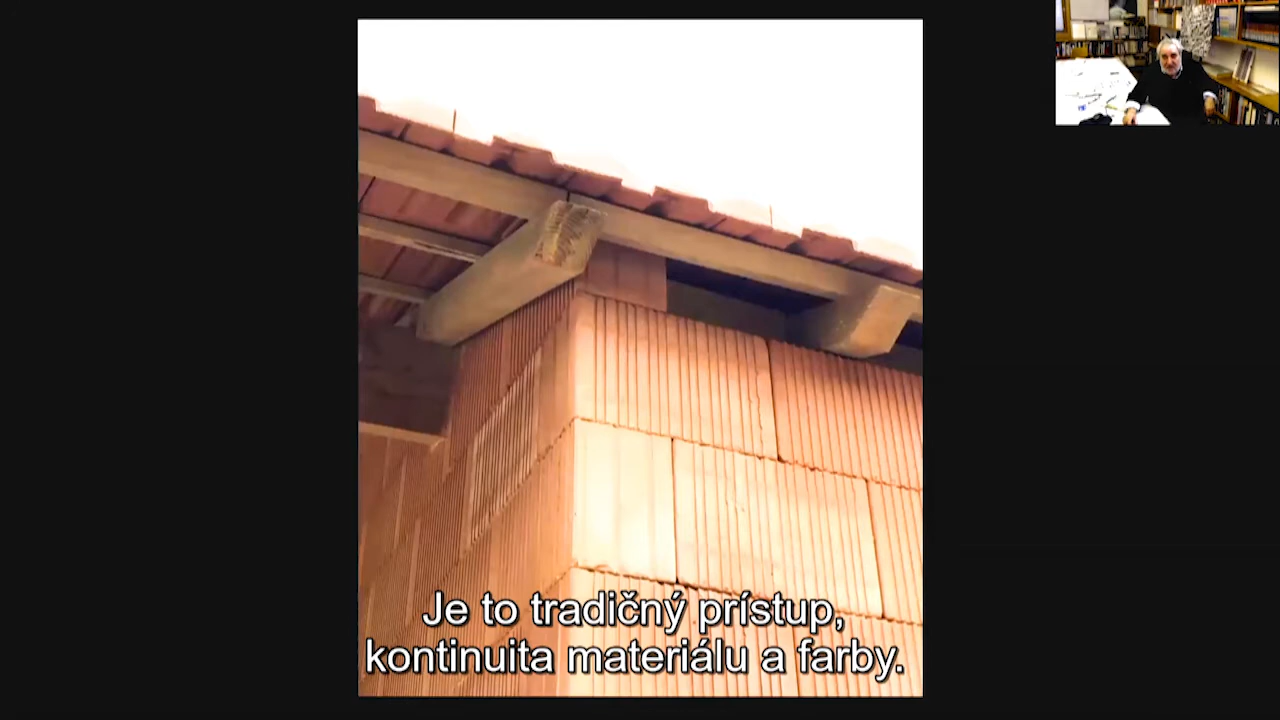 Je to tradičný prístup,
kontinuita materiálu a farby.